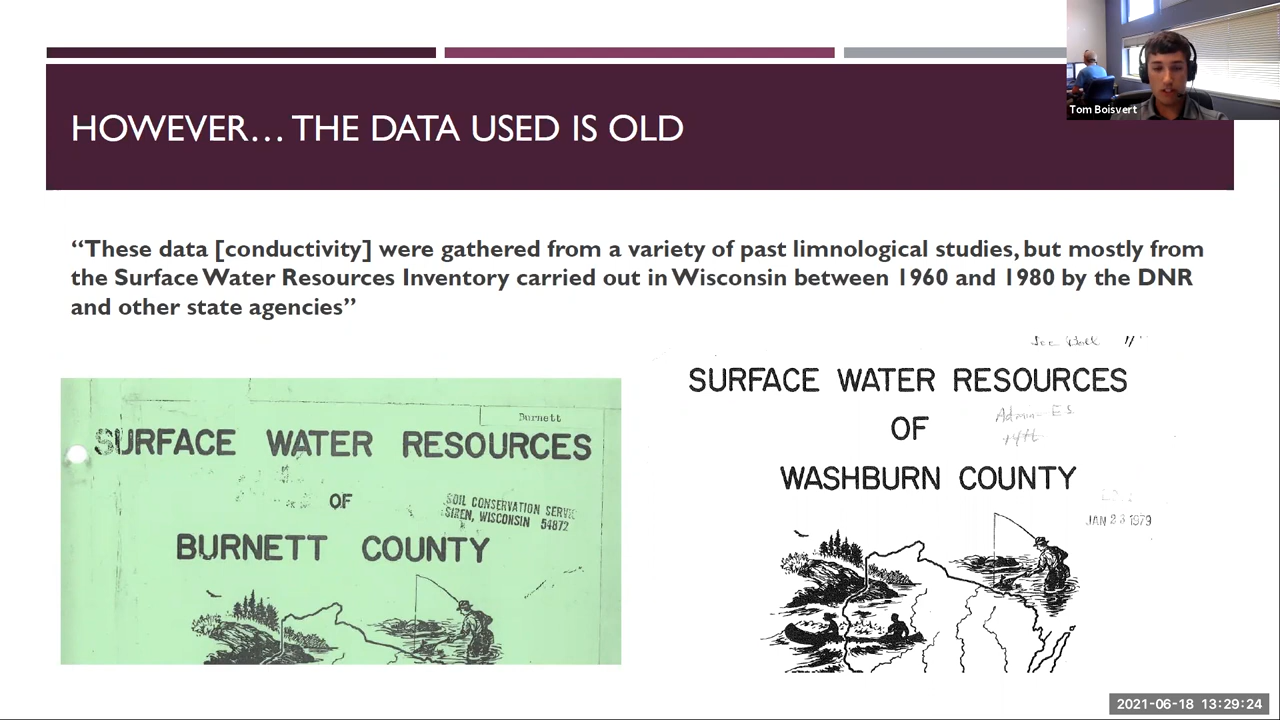 Tom Boisvert
HOWEVER... THE DATA USED IS OLD
“These data [conductivity] were gathered from a variety of past limnological studies, but mostly from
the Surface Water Resources Inventory carried out in Wisconsin between 1960 and 1980 by the DNR
and other state agencies”
Burnett
SURFACE WATER RESOURCES
OF
SOIL CONSERVATION
SIREN, WISCONSIN 54872
BURNETT COUNTY
SURFACE WATER RESOURCES
OF
WASHBURN COUNTY
JAN 23 1979
2021-06-18 13:29:24